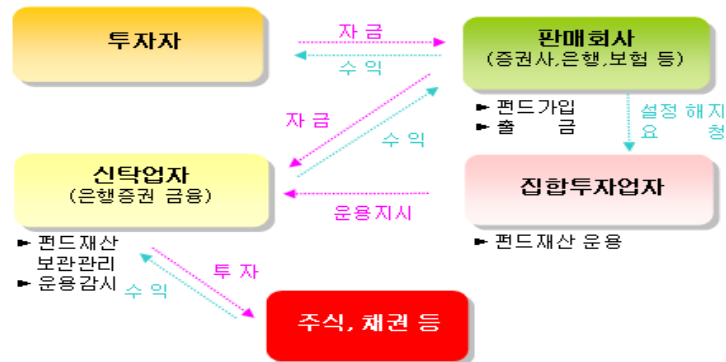 투자자
자 금
수 익
판매회사
(증권사,은행,보험 등)
► 펀드가입
► 출 금
설정 해지
요 청
자 금
수 익
신탁업자
(은행증권 금융)
운용지시
집합투자업자
► 펀드재산
보관관리
► 운용감시
► 펀드재산 운용
투 자
수 익
주식, 채권 등